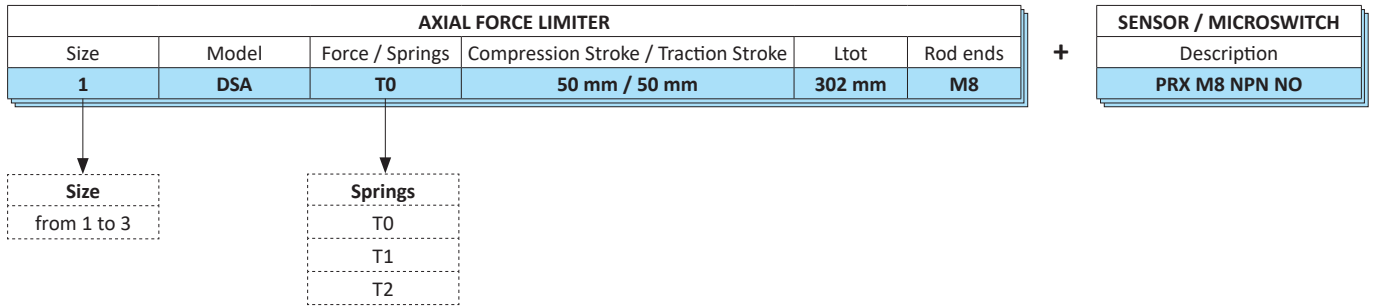 AXIAL FORCE LIMITER
SENSOR / MICROSWITCH
Size Model Force / Springs Compression Stroke / Traction Stroke Ltot Rod ends + Description
1 DSA T0 50 mm / 50 mm 302 mm M8 PRX M8 NPN NO
Size Springs
from 1 to 3 T0
T1
T2